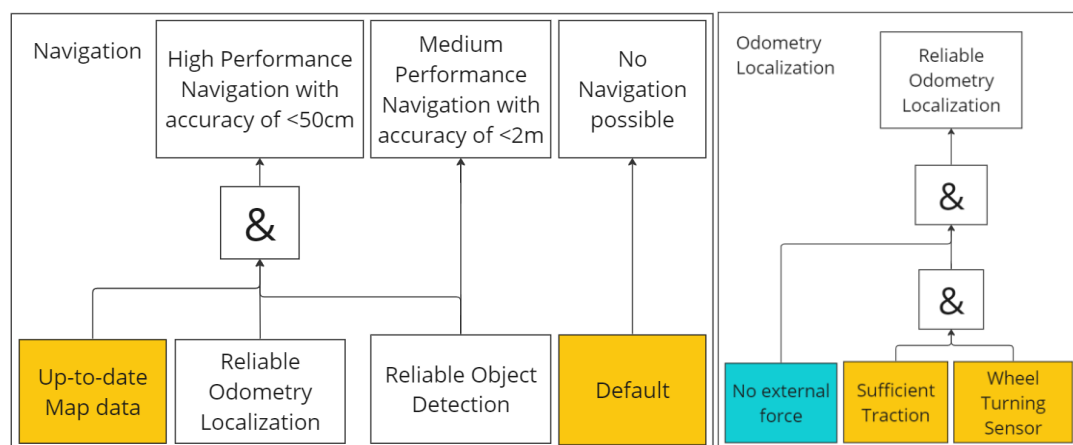 Navigation
High Performance
Navigation with
accuracy of <50cm
Medium
Performance
Navigation with
accuracy of <2m
No
Navigation
possible
&
Up-to-date
Map data
Reliable
Odometry
Localization
Reliable Object
Detection
Default
Odometry
Localization
Reliable
Odometry
Localization
&
&
No external
force
Sufficient
Traction
Wheel
Turning
Sensor